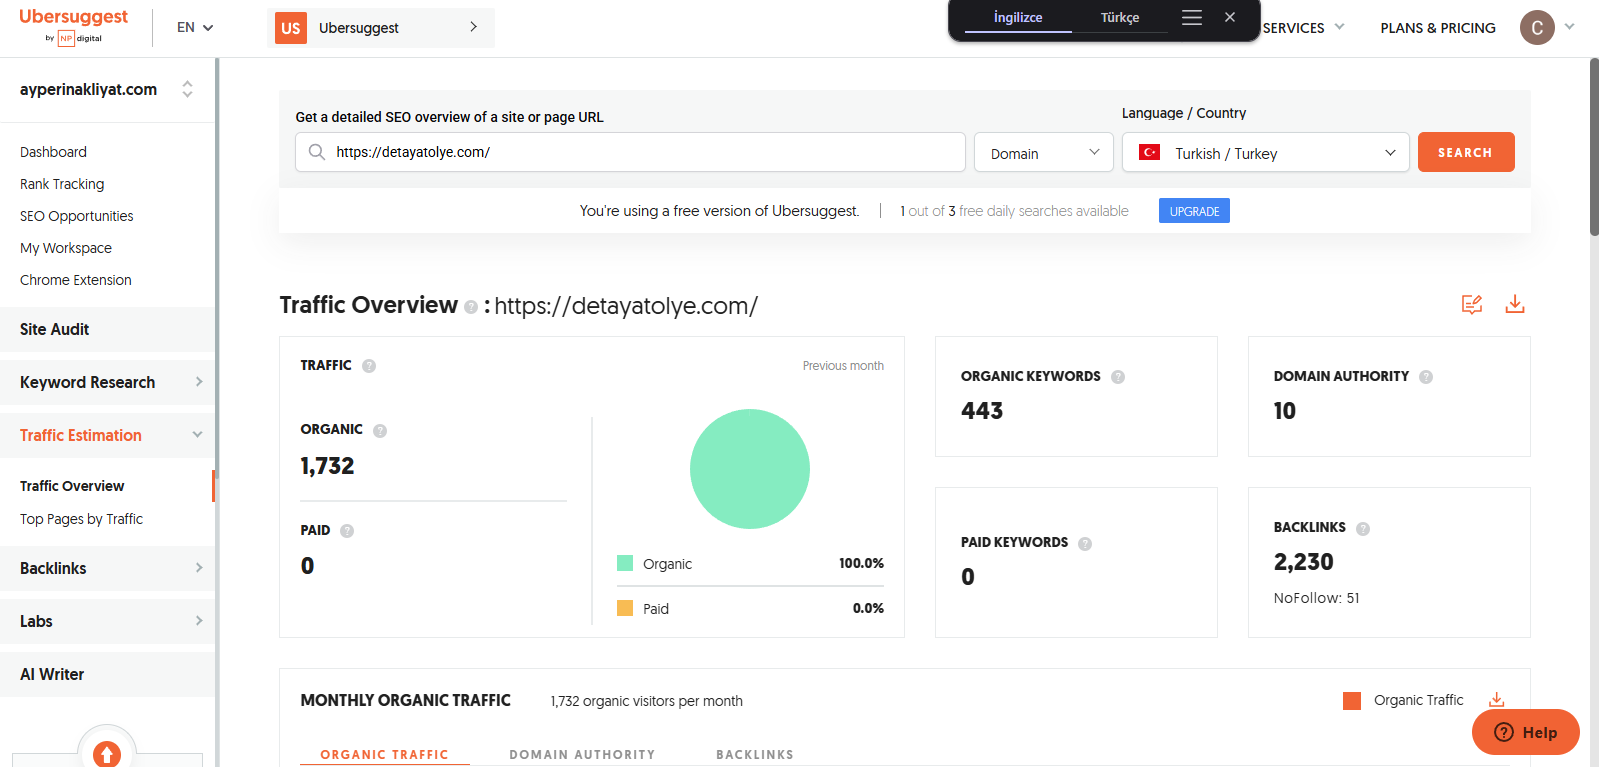 Ubersuggest
by NP digital
EN
US Ubersuggest
İngilizce Türkçe
SERVICES
PLANS & PRICING
C
ayperinakliyat.com
Dashboard
Rank Tracking
SEO Opportunities
My Workspace
Chrome Extension
Site Audit
Keyword Research
Traffic Estimation
Traffic Overview
Top Pages by Traffic
Backlinks
Labs
AI Writer
Get a detailed SEO overview of a site or page URL
Language / Country
https://detayatolye.com/
Domain
Turkish / Turkey
SEARCH
You're using a free version of Ubersuggest. | 1 out of 3 free daily searches available
UPGRADE
Traffic Overview ? : https://detayatolye.com/
TRAFFIC ?
Previous month
ORGANIC ?
1,732
PAID ?
0
Organic 100.0%
Paid 0.0%
ORGANIC KEYWORDS ?
443
DOMAIN AUTHORITY ?
10
PAID KEYWORDS ?
0
BACKLINKS ?
2,230
NoFollow: 51
MONTHLY ORGANIC TRAFFIC
1,732 organic visitors per month
Organic Traffic
ORGANIC TRAFFIC
DOMAIN AUTHORITY
BACKLINKS
? Help